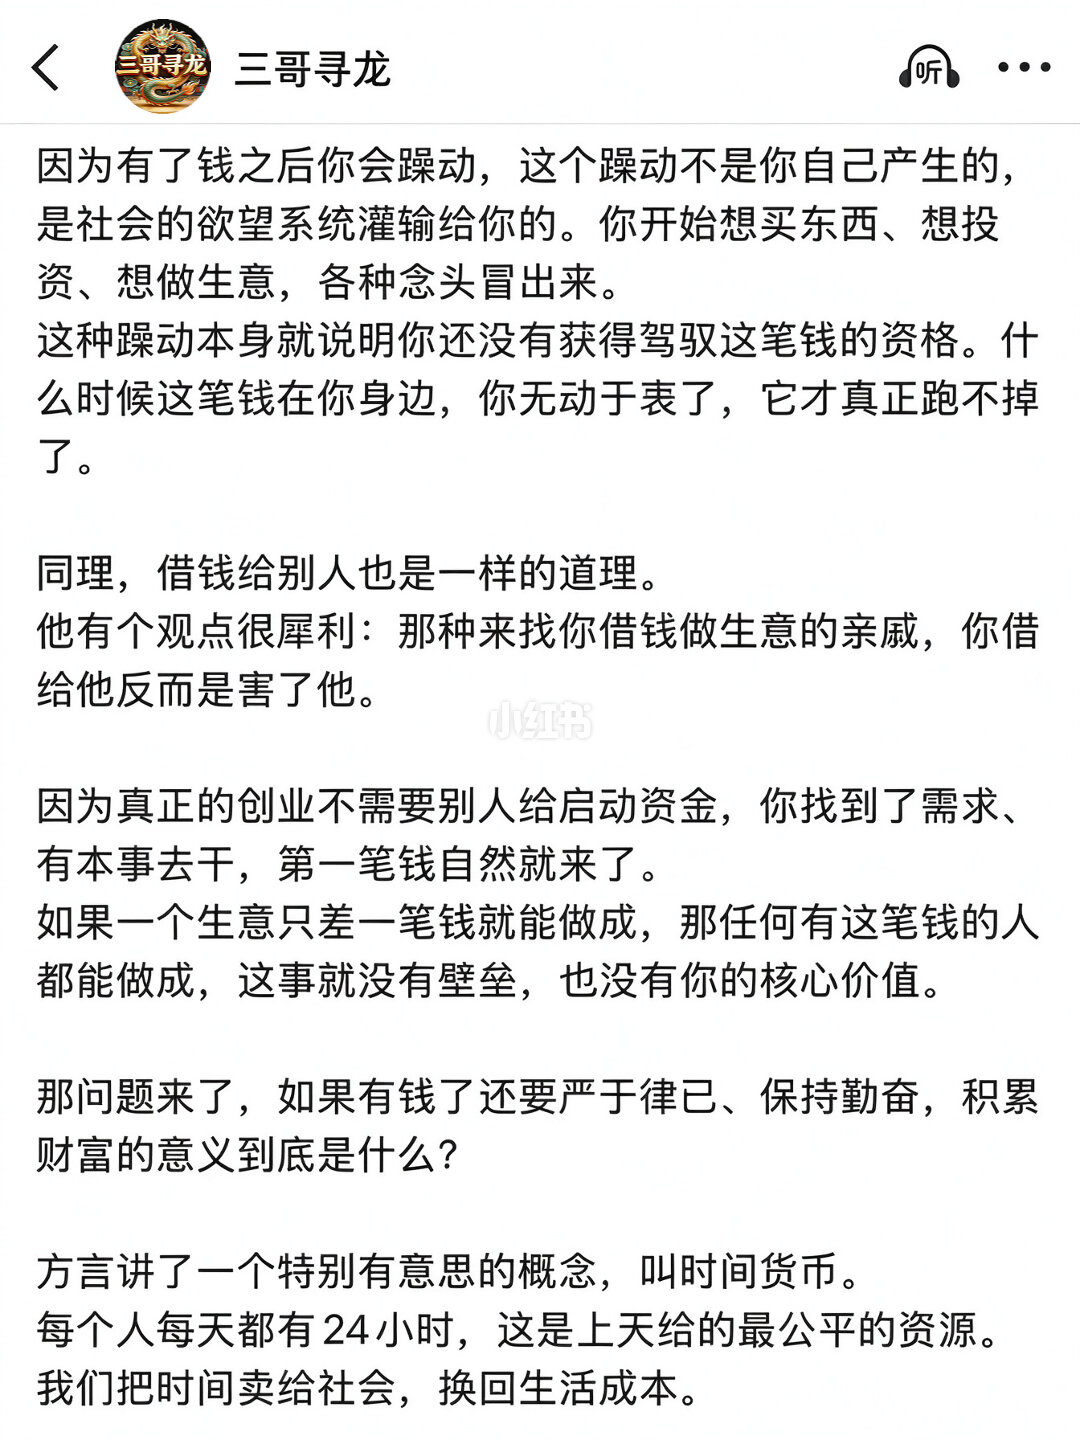 三哥寻龙
三哥寻龙
听
因为有了钱之后你会躁动，这个躁动不是你自己产生的，
是社会的欲望系统灌输给你的。你开始想买东西、想投
资、想做生意，各种念头冒出来。
这种躁动本身就说明你还没有获得驾驭这笔钱的资格。什
么时候这笔钱在你身边，你无动于衷了，它才真正跑不掉
了。
同理，借钱给别人也是一样的道理。
他有个观点很犀利：那种来找你借钱做生意的亲戚，你借
给他反而是害了他。
小红书
因为真正的创业不需要别人给启动资金，你找到了需求、
有本事去干，第一笔钱自然就来了。
如果一个生意只差一笔钱就能做成，那任何有这笔钱的人
都能做成，这事就没有壁垒，也没有你的核心价值。
那问题来了，如果有钱了还要严于律己、保持勤奋，积累
财富的意义到底是什么？
方言讲了一个特别有意思的概念，叫时间货币。
每个人每天都有24小时，这是上天给的最公平的资源。
我们把时间卖给社会，换回生活成本。